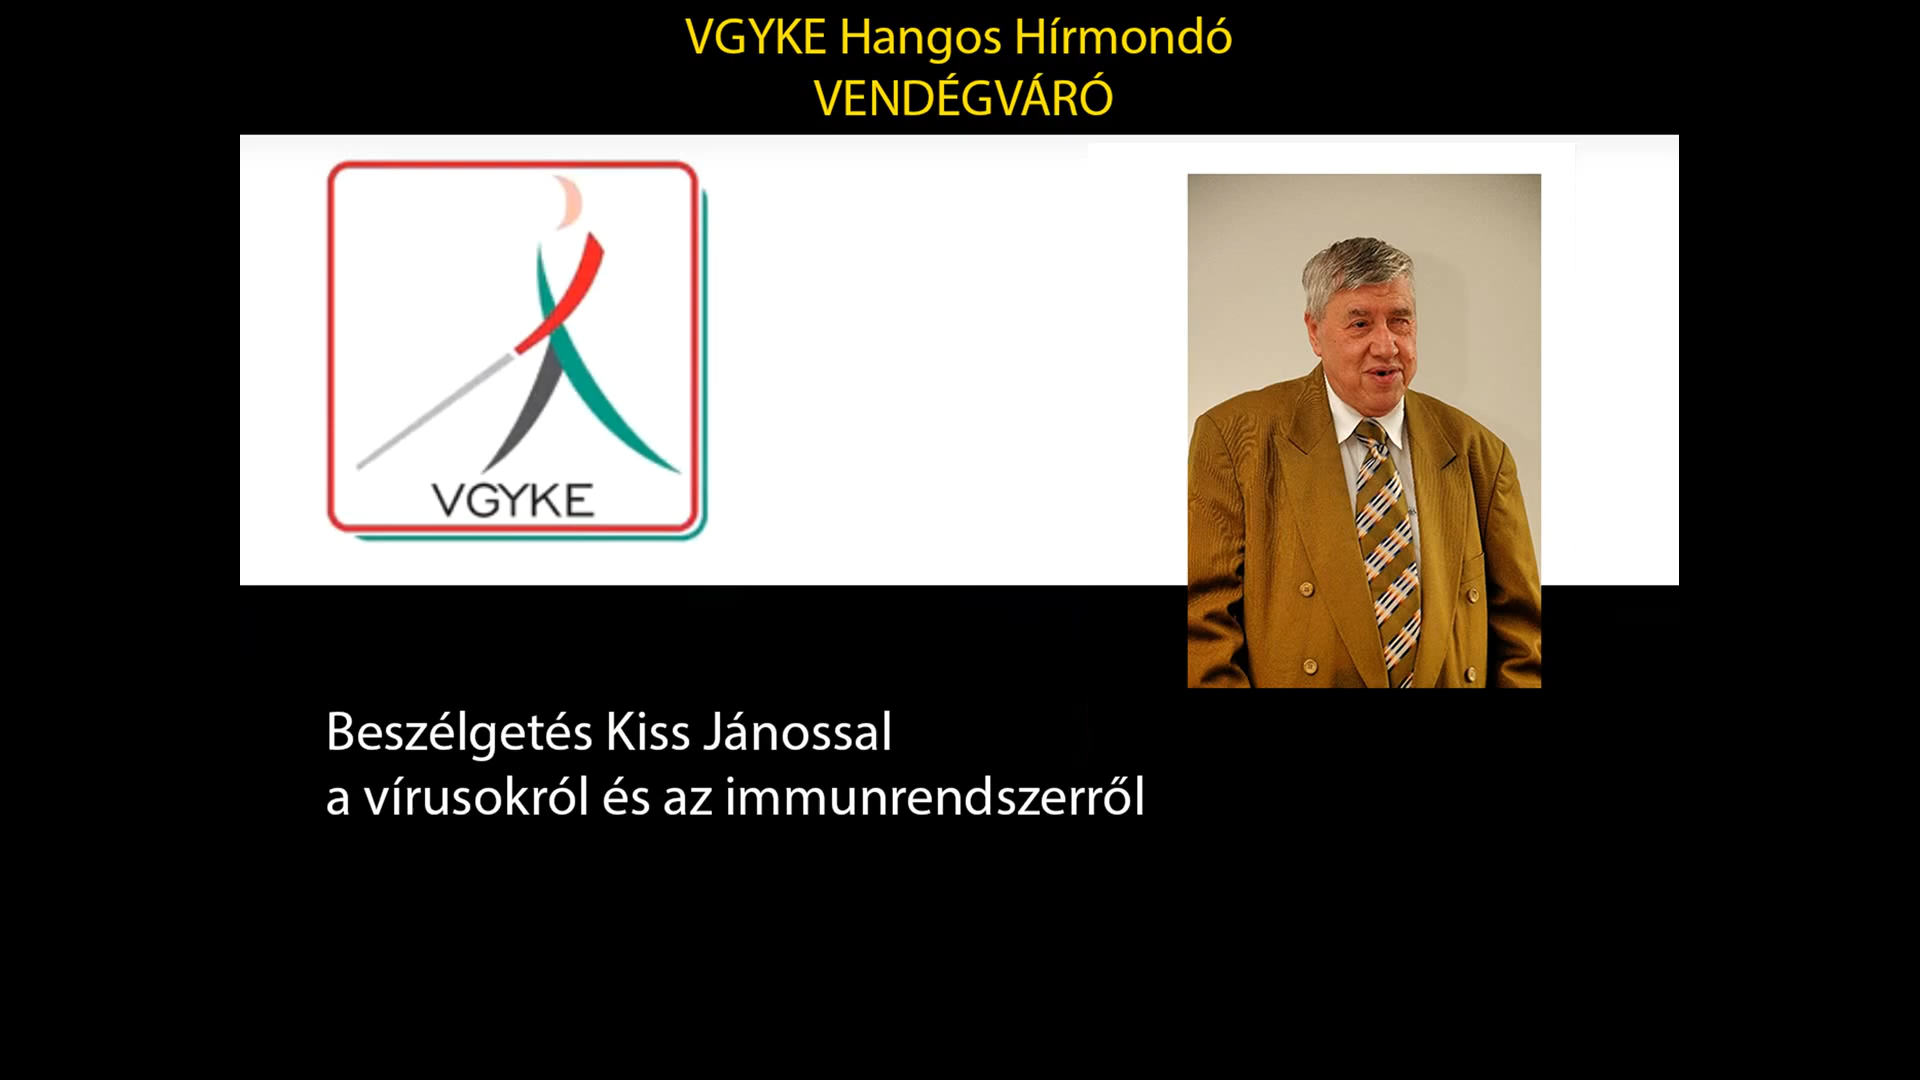 VGYKE Hangos Hírmondó
VENDÉGVÁRÓ
VGYKE
Beszélgetés Kiss Jánossal
a vírusokról és az immunrendszerről